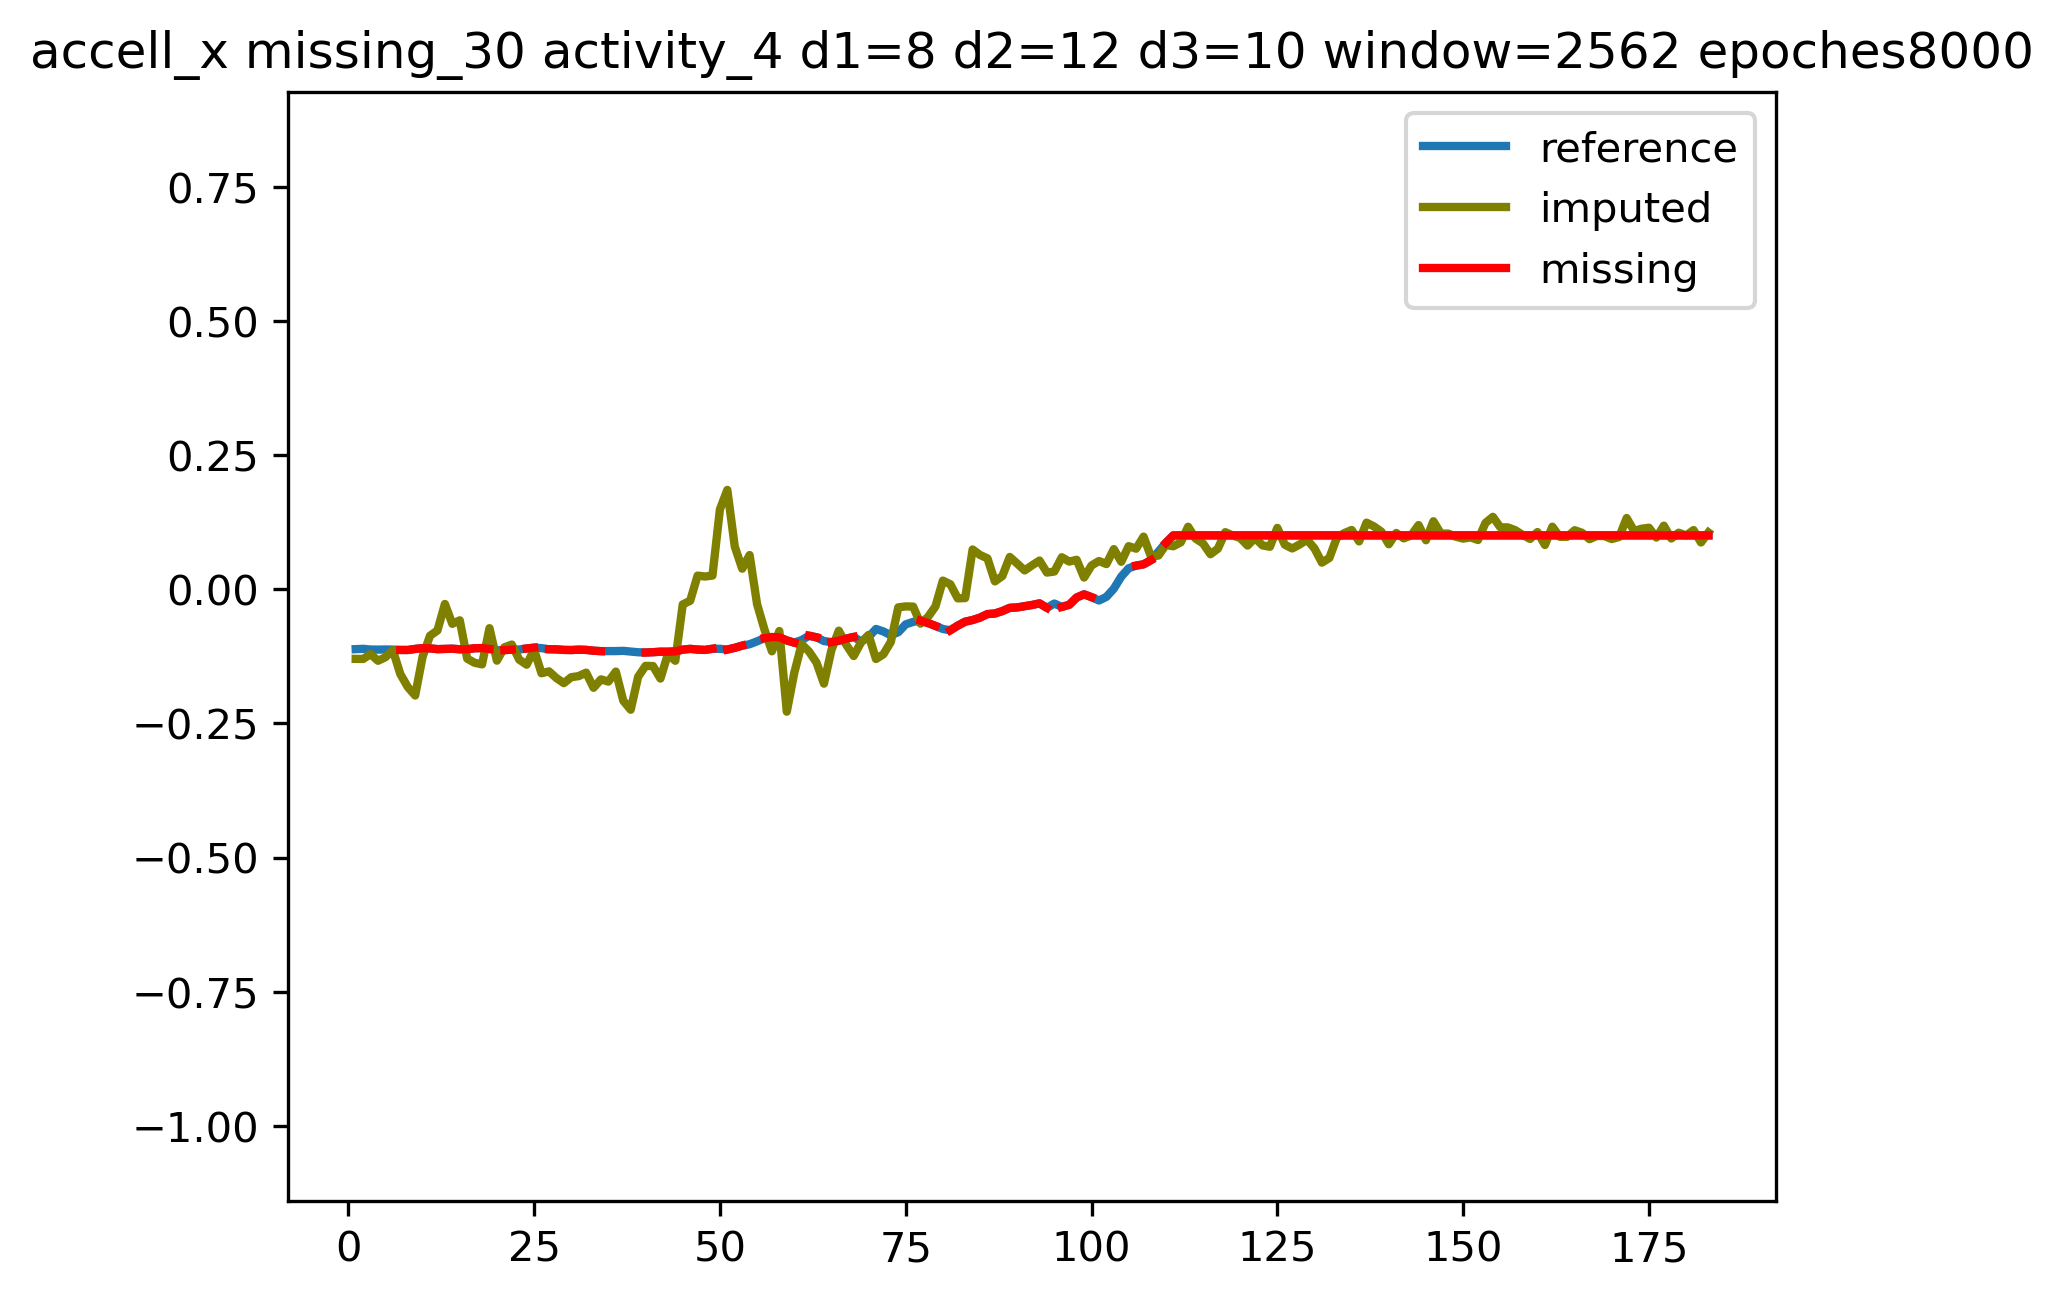 accell_x missing_30 activity_4 d1=8 d2=12 d3=10 window=2562 epoches8000
reference
imputed
missing
0.75
0.50
0.25
0.00
−0.25
−0.50
−0.75
−1.00
0 25 50 75 100 125 150 175